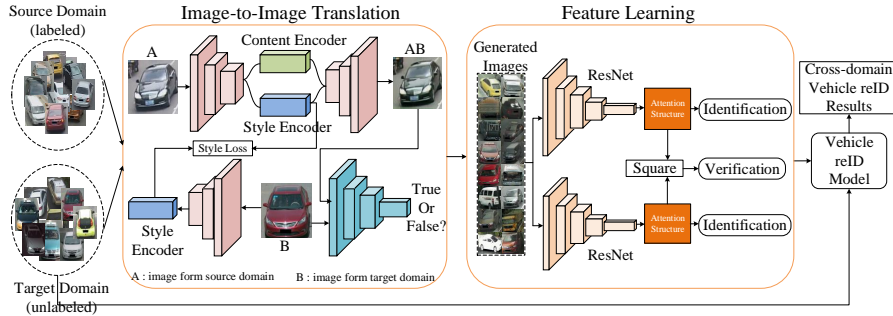 Source Domain
(labeled)
Target Domain
(unlabeled)
Image-to-Image Translation
A
Content Encoder
AB
Style Encoder
Style Loss
Style
Encoder
B
True
Or
False?
A : image form source domain
B : image form target domain
Feature Learning
Generated
Images
ResNet
Attention
Structure
Identification
Square
Verification
Attention
Structure
Identification
ResNet
Cross-domain
Vehicle reID
Results
Vehicle
reID
Model